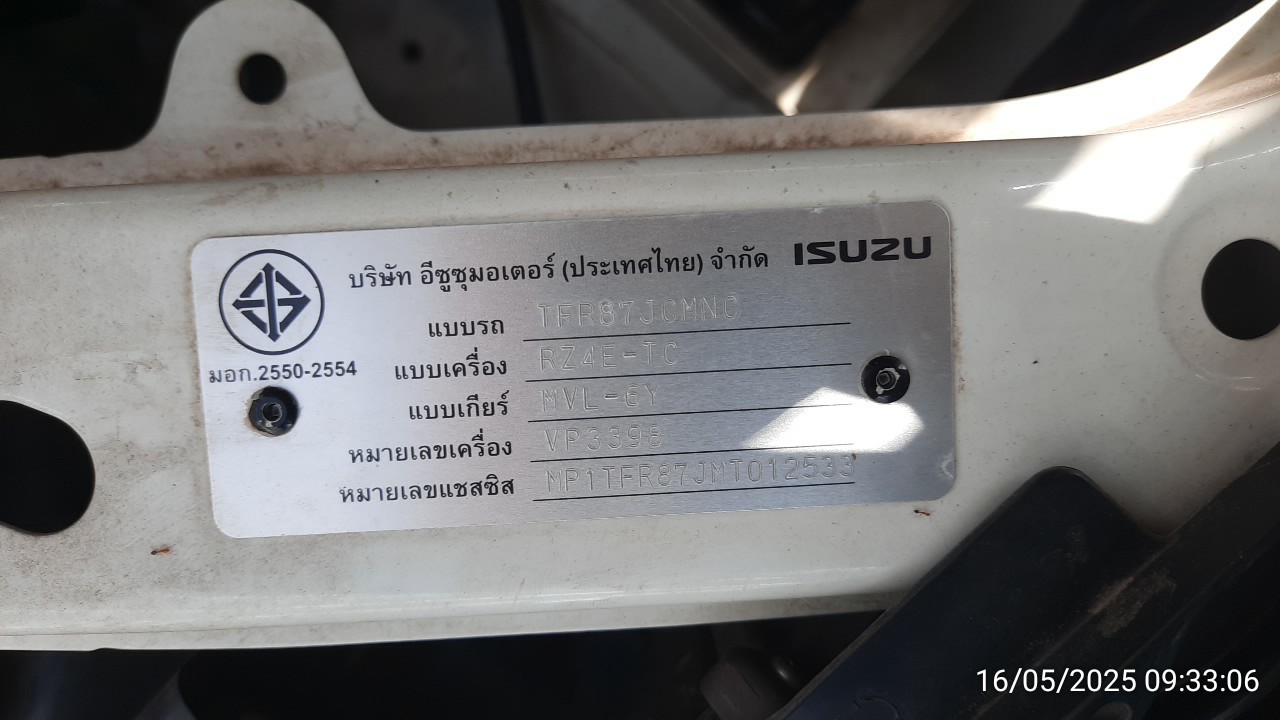 บริษัท อีซูซุมอเตอร์ (ประเทศไทย) จำกัด ISUZU
แบบรถ TFR87JCMNC
มอก.2550-2554
แบบเครื่อง RZ4E-TC
แบบเกียร์ MVL-6Y
หมายเลขเครื่อง VP3398
หมายเลขแชสซิส MP1TFR87JMT012533
16/05/2025 09:33:06